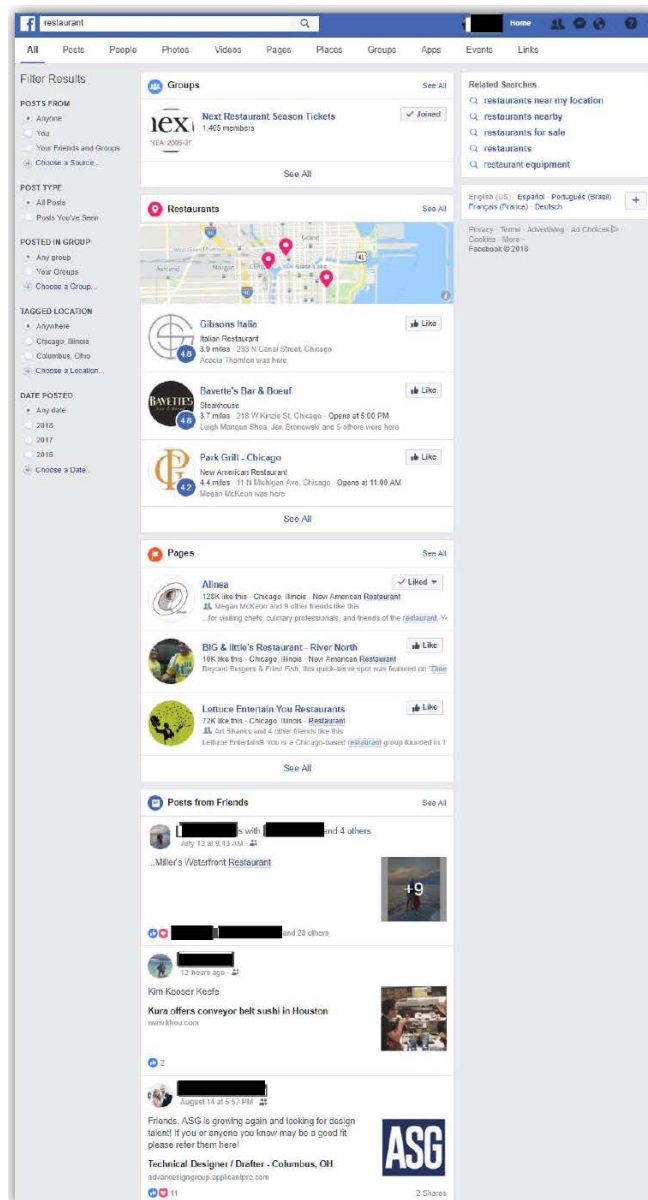 restaurant
Home
All Posts People Photos Videos Pages Places Groups Apps Events Links
Filter Results
POSTS FROM
Anyone
You
Your Friends and Groups
Choose a Source...
POST TYPE
All Posts
Posts You've Seen
POSTED IN GROUP
Any group
Your Groups
Choose a Group...
TAGGED LOCATION
Anywhere
Chicago, Illinois
Columbus, Ohio
Choose a Location...
DATE POSTED
Any date
2018
2017
2016
Choose a Date...
Groups
See All
Next Restaurant Season Tickets
1,465 members
Joined
See All
Restaurants
See All
Gibsons Italia
Like
Italian Restaurant
3.9 miles · 233 N Canal Street, Chicago
Acacia Thornton was here
4.6
Bavette's Bar & Boeuf
Like
Steakhouse
3.7 miles · 218 W Kinzie St, Chicago · Opens at 5:00 PM
Leigh Mangun Shea, Jen Bronowski and 5 others were here
BAVETTE'S
4.8
Park Grill - Chicago
Like
New American Restaurant
4.4 miles · 11 N Michigan Ave, Chicago · Opens at 11:00 AM
Megan McKeon was here
4.2
See All
Pages
See All
Alinea
Liked
128K like this · Chicago, Illinois · New American Restaurant
Megan McKeon and 9 other friends like this
...for visiting chefs, culinary professionals, and friends of the restaurant.
BIG & little's Restaurant - River North
Like
10K like this · Chicago, Illinois · New American Restaurant
Beyond Burgers & Fried Fish, this quick-serve spot was featured on "Dine
Lettuce Entertain You Restaurants
Like
72K like this · Chicago, Illinois · Restaurant
Art Shanks and 4 other friends like this
Lettuce Entertain® You is a Chicago-based restaurant group founded in 1
See All
Posts from Friends
See All
is with and 4 others.
July 12 at 9:43 AM
...Miller's Waterfront Restaurant
+9
and 28 others
12 hours ago
Kim Kooser Keefe
Kura offers conveyor belt sushi in Houston
www.khou.com
2
August 14 at 5:57 PM
Friends, ASG is growing again and looking for design
talent! If you or anyone you know may be a good fit
please refer them here!
ASG
Technical Designer / Drafter - Columbus, OH
advansesigngroup.applicantpro.com
11
2 Shares
Related Searches
restaurants near my location
restaurants nearby
restaurants for sale
restaurants
restaurant equipment
English (US) · Español · Português (Brasil) ·
Français (France) · Deutsch
Privacy · Terms · Advertising · Ad Choices
Cookies · More
Facebook © 2018